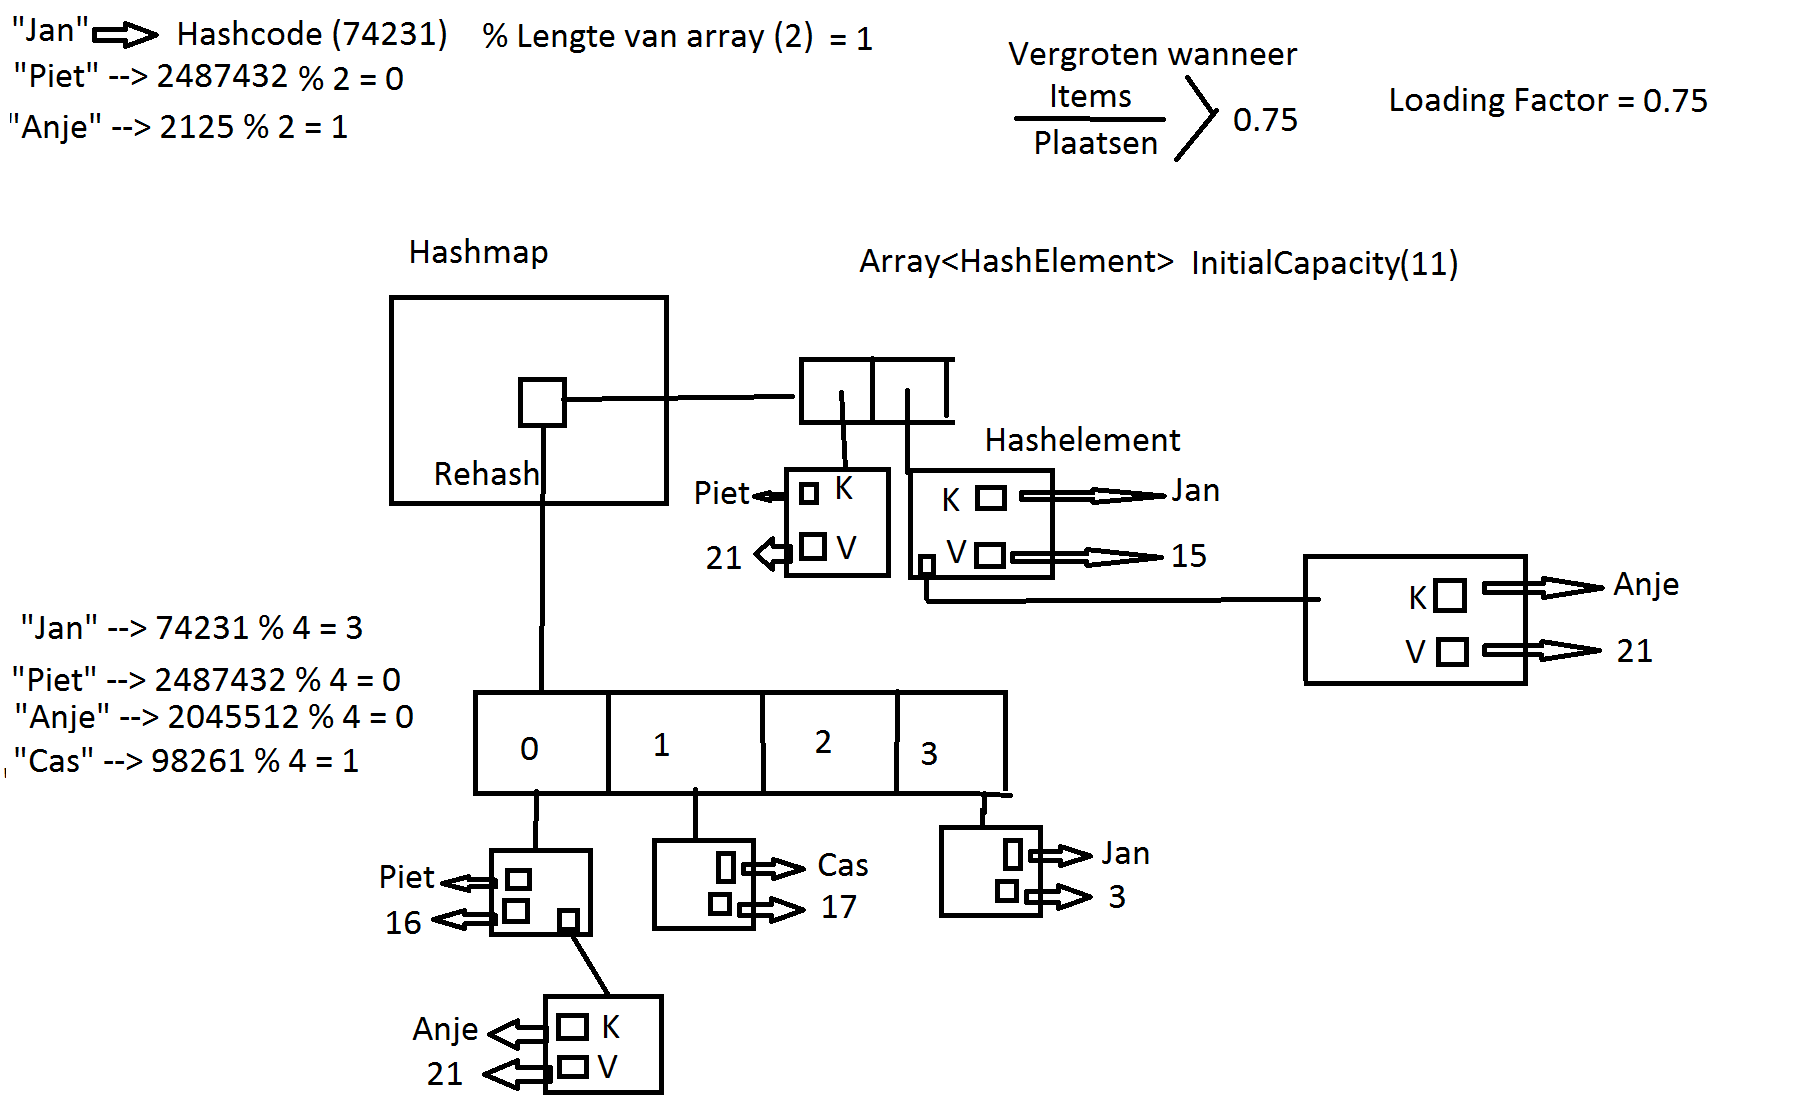 "Jan" Hashcode (74231) % Lengte van array (2) = 1
"Piet" --> 2487432 % 2 = 0
"Anje" --> 2125 % 2 = 1
Vergroten wanneer
Items
Plaatsen
0.75
Loading Factor = 0.75
Hashmap
Array<HashElement> InitialCapacity(11)
Rehash
Hashelement
Piet K
21 V
K Jan
V 15
K Anje
V 21
"Jan" --> 74231 % 4 = 3
"Piet" --> 2487432 % 4 = 0
"Anje" --> 2045512 % 4 = 0
"Cas" --> 98261 % 4 = 1
0 1 2 3
Piet
16
Cas
17
Jan
3
Anje K
21 V